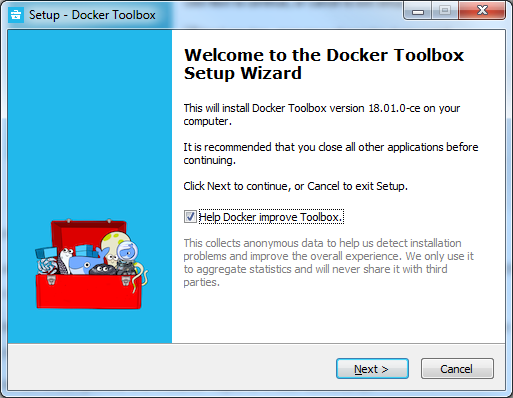 Setup - Docker Toolbox
Welcome to the Docker Toolbox
Setup Wizard
This will install Docker Toolbox version 18.01.0-ce on your
computer.
It is recommended that you close all other applications before
continuing.
Click Next to continue, or Cancel to exit Setup.
Help Docker improve Toolbox.
This collects anonymous data to help us detect installation
problems and improve the overall experience. We only use it
to aggregate statistics and will never share it with third
parties.
Next >
Cancel